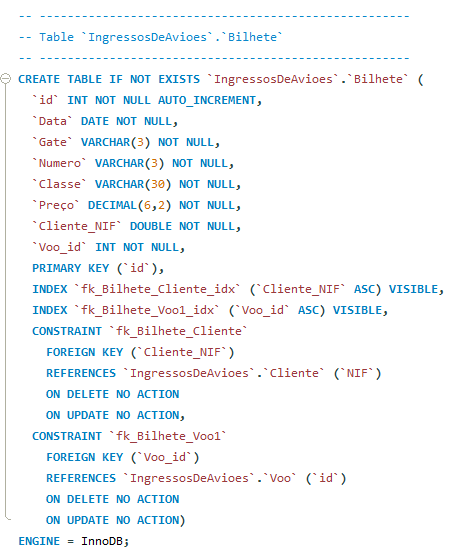 -- -----------------------------------------------------
-- Table `IngressosDeAvioes`.`Bilhete`
-- -----------------------------------------------------
CREATE TABLE IF NOT EXISTS `IngressosDeAvioes`.`Bilhete` (
`id` INT NOT NULL AUTO_INCREMENT,
`Data` DATE NOT NULL,
`Gate` VARCHAR(3) NOT NULL,
`Numero` VARCHAR(3) NOT NULL,
`Classe` VARCHAR(30) NOT NULL,
`Preço` DECIMAL(6,2) NOT NULL,
`Cliente_NIF` DOUBLE NOT NULL,
`Voo_id` INT NOT NULL,
PRIMARY KEY (`id`),
INDEX `fk_Bilhete_Cliente_idx` (`Cliente_NIF` ASC) VISIBLE,
INDEX `fk_Bilhete_Voo1_idx` (`Voo_id` ASC) VISIBLE,
CONSTRAINT `fk_Bilhete_Cliente`
FOREIGN KEY (`Cliente_NIF`)
REFERENCES `IngressosDeAvioes`.`Cliente` (`NIF`)
ON DELETE NO ACTION
ON UPDATE NO ACTION,
CONSTRAINT `fk_Bilhete_Voo1`
FOREIGN KEY (`Voo_id`)
REFERENCES `IngressosDeAvioes`.`Voo` (`id`)
ON DELETE NO ACTION
ON UPDATE NO ACTION)
ENGINE = InnoDB;